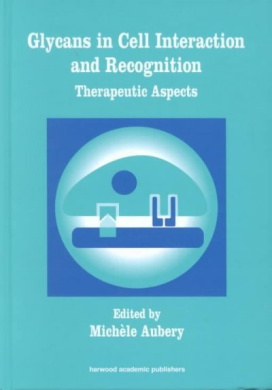 Glycans in Cell Interaction
and Recognition
Therapeutic Aspects
Edited by
Michèle Aubery
harwood academic publishers